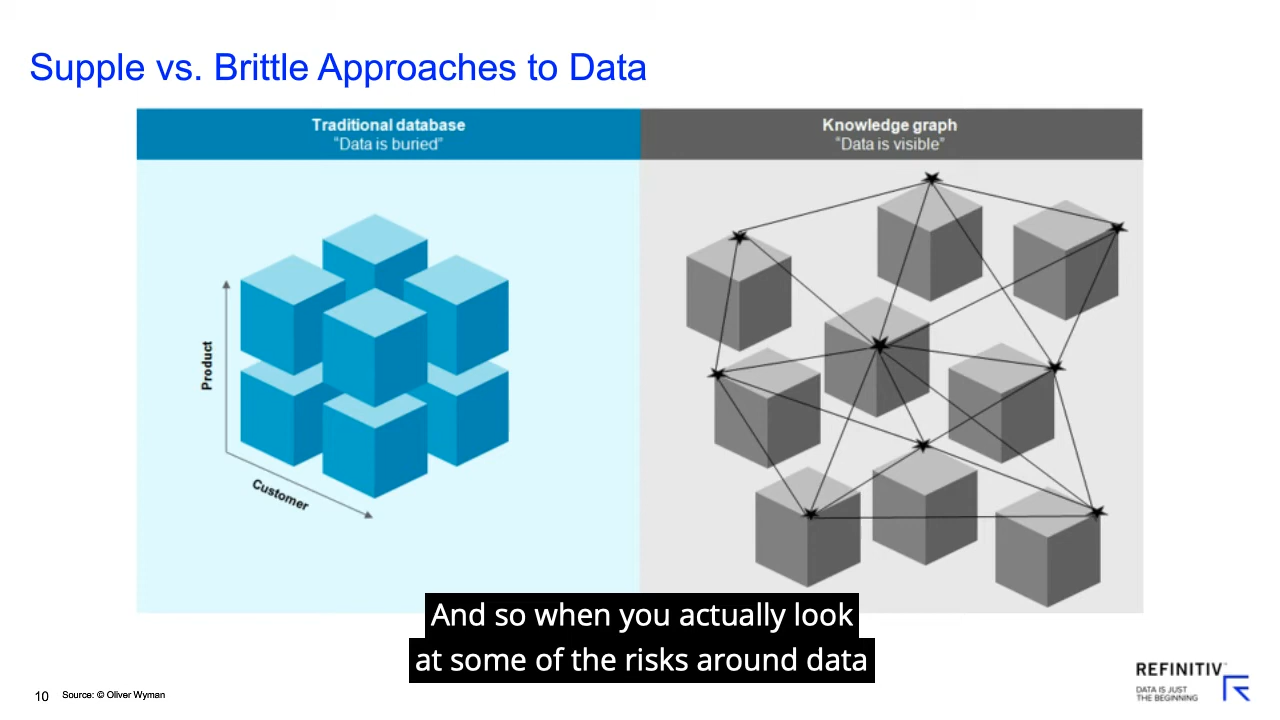 Supple vs. Brittle Approaches to Data
Traditional database
“Data is buried”
Knowledge graph
“Data is visible”
Product
Customer
And so when you actually look
at some of the risks around data
10
Source: © Oliver Wyman
REFINITIV
DATA IS JUST
THE BEGINNING